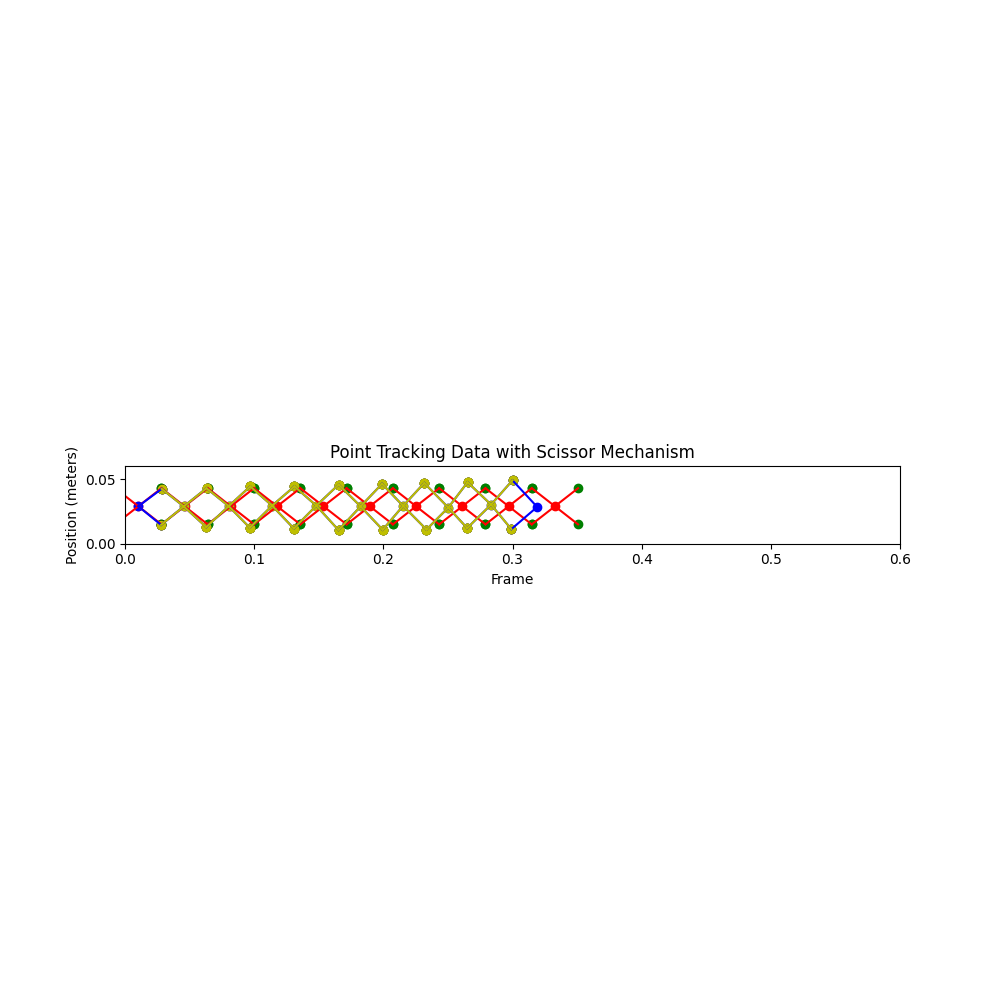 Point Tracking Data with Scissor Mechanism
Position (meters)
0.05
0.00
0.0 0.1 0.2 0.3 0.4 0.5 0.6
Frame